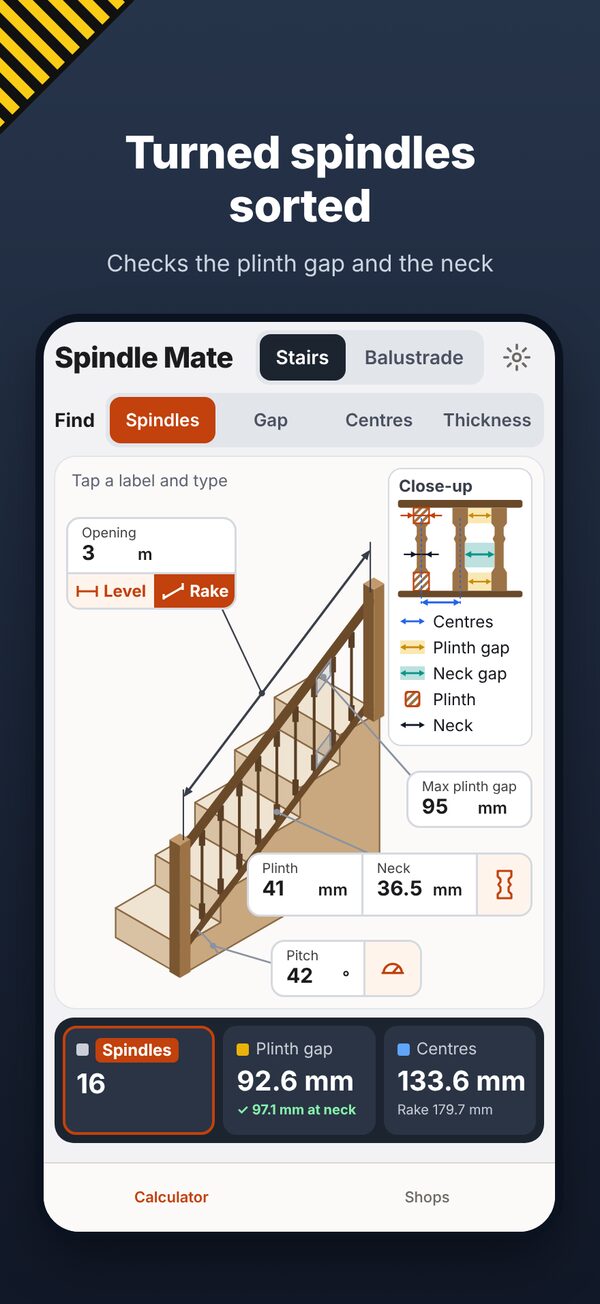 Turned spindles
sorted
Checks the plinth gap and the neck
Spindle Mate
Stairs
Balustrade
Find
Spindles
Gap
Centres
Thickness
Tap a label and type
Close-up
Opening
3 m
Level
Rake
Centres
Plinth gap
Neck gap
Plinth
Neck
Max plinth gap
95 mm
Plinth
41 mm
Neck
36.5 mm
Pitch
42 °
Spindles
16
Plinth gap
92.6 mm
✓ 97.1 mm at neck
Centres
133.6 mm
Rake 179.7 mm
Calculator
Shops